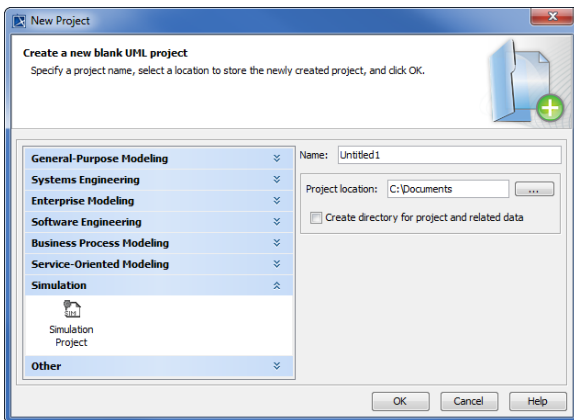 New Project
Create a new blank UML project
Specify a project name, select a location to store the newly created project, and click OK.
General-Purpose Modeling
Systems Engineering
Enterprise Modeling
Software Engineering
Business Process Modeling
Service-Oriented Modeling
Simulation
SIM
Simulation
Project
Other
Name: Untitled1
Project location: C:\Documents ...
Create directory for project and related data
OK Cancel Help